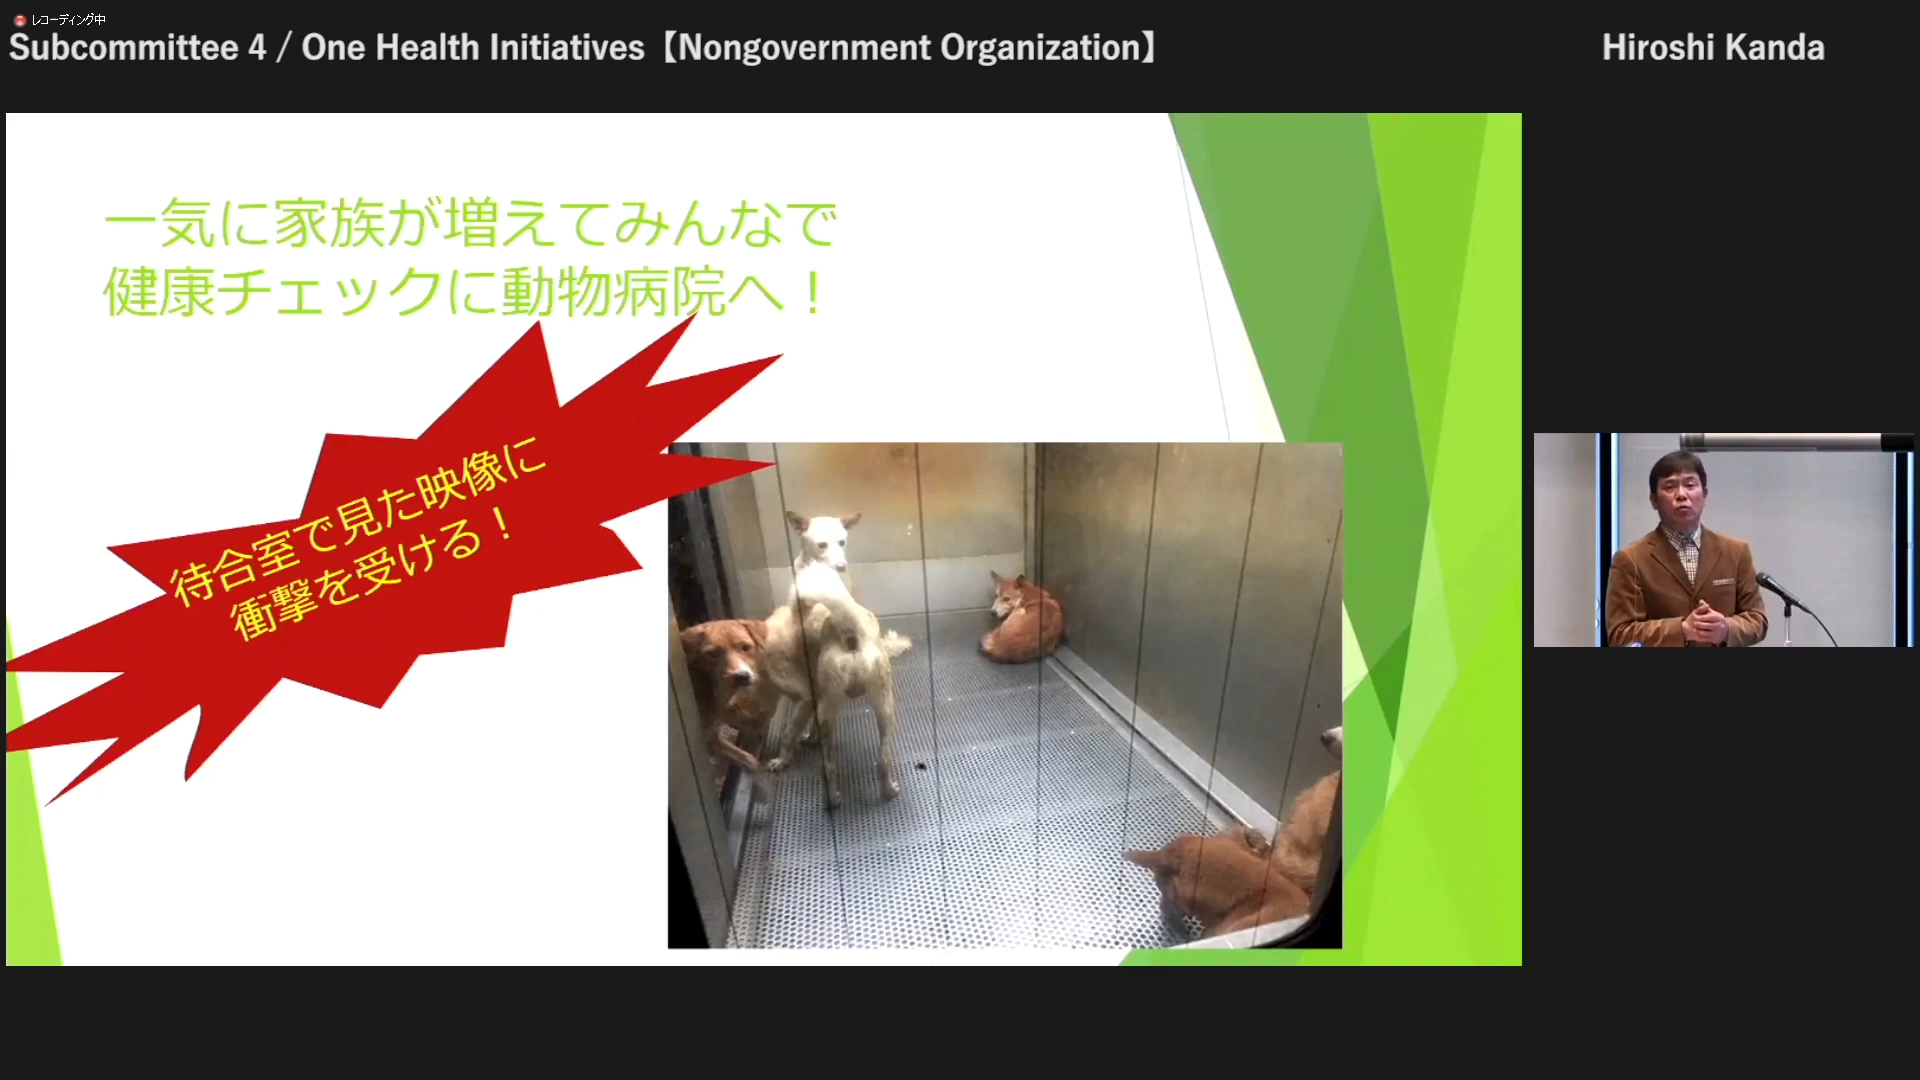 レコーディング中
Subcommittee 4 / One Health Initiatives【Nongovernment Organization】
Hiroshi Kanda
一気に家族が増えてみんなで
健康チェックに動物病院へ！
待合室で見た映像に
衝撃を受ける！